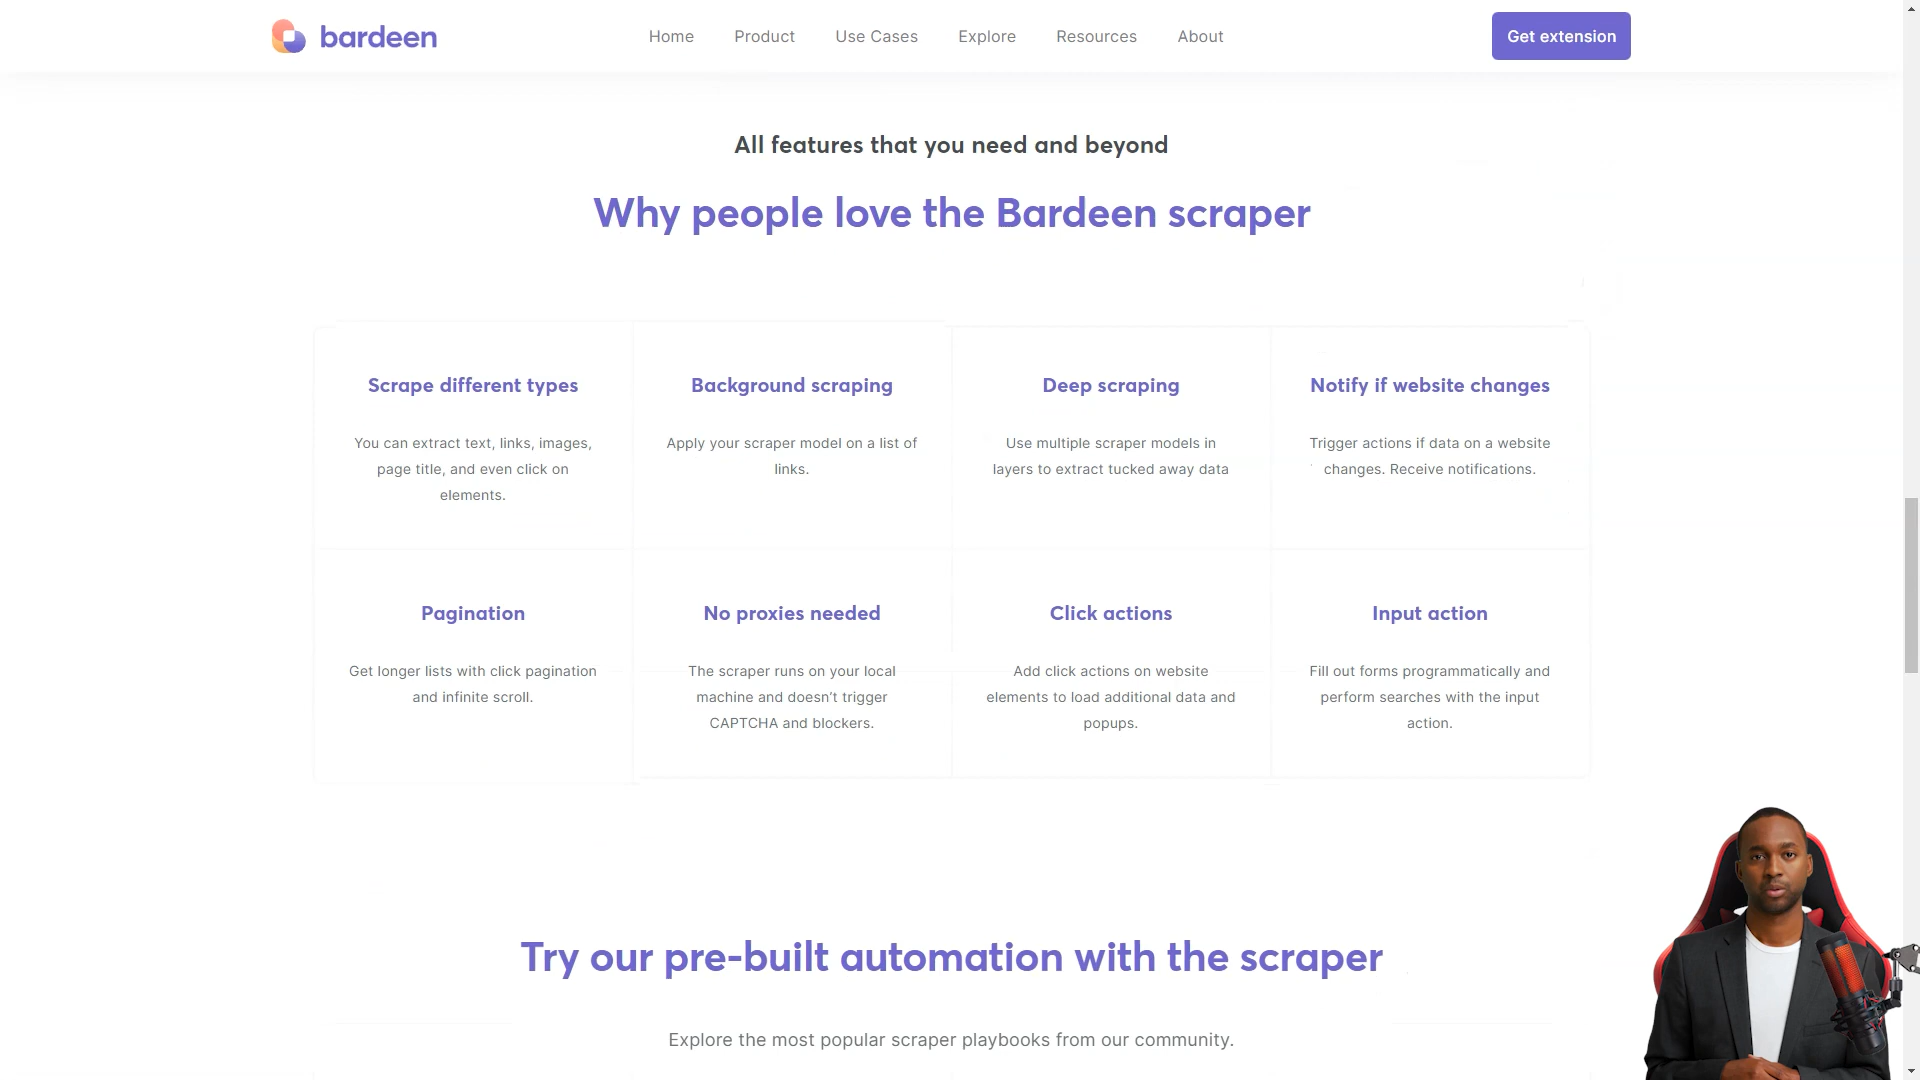 bardeen
Home
Product
Use Cases
Explore
Resources
About
Get extension
All features that you need and beyond
Why people love the Bardeen scraper
Scrape different types
You can extract text, links, images,
page title, and even click on
elements.
Background scraping
Apply your scraper model on a list of
links.
Deep scraping
Use multiple scraper models in
layers to extract tucked away data
Notify if website changes
Trigger actions if data on a website
changes. Receive notifications.
Pagination
Get longer lists with click pagination
and infinite scroll.
No proxies needed
The scraper runs on your local
machine and doesn’t trigger
CAPTCHA and blockers.
Click actions
Add click actions on website
elements to load additional data and
popups.
Input action
Fill out forms programmatically and
perform searches with the input
action.
Try our pre-built automation with the scraper
Explore the most popular scraper playbooks from our community.